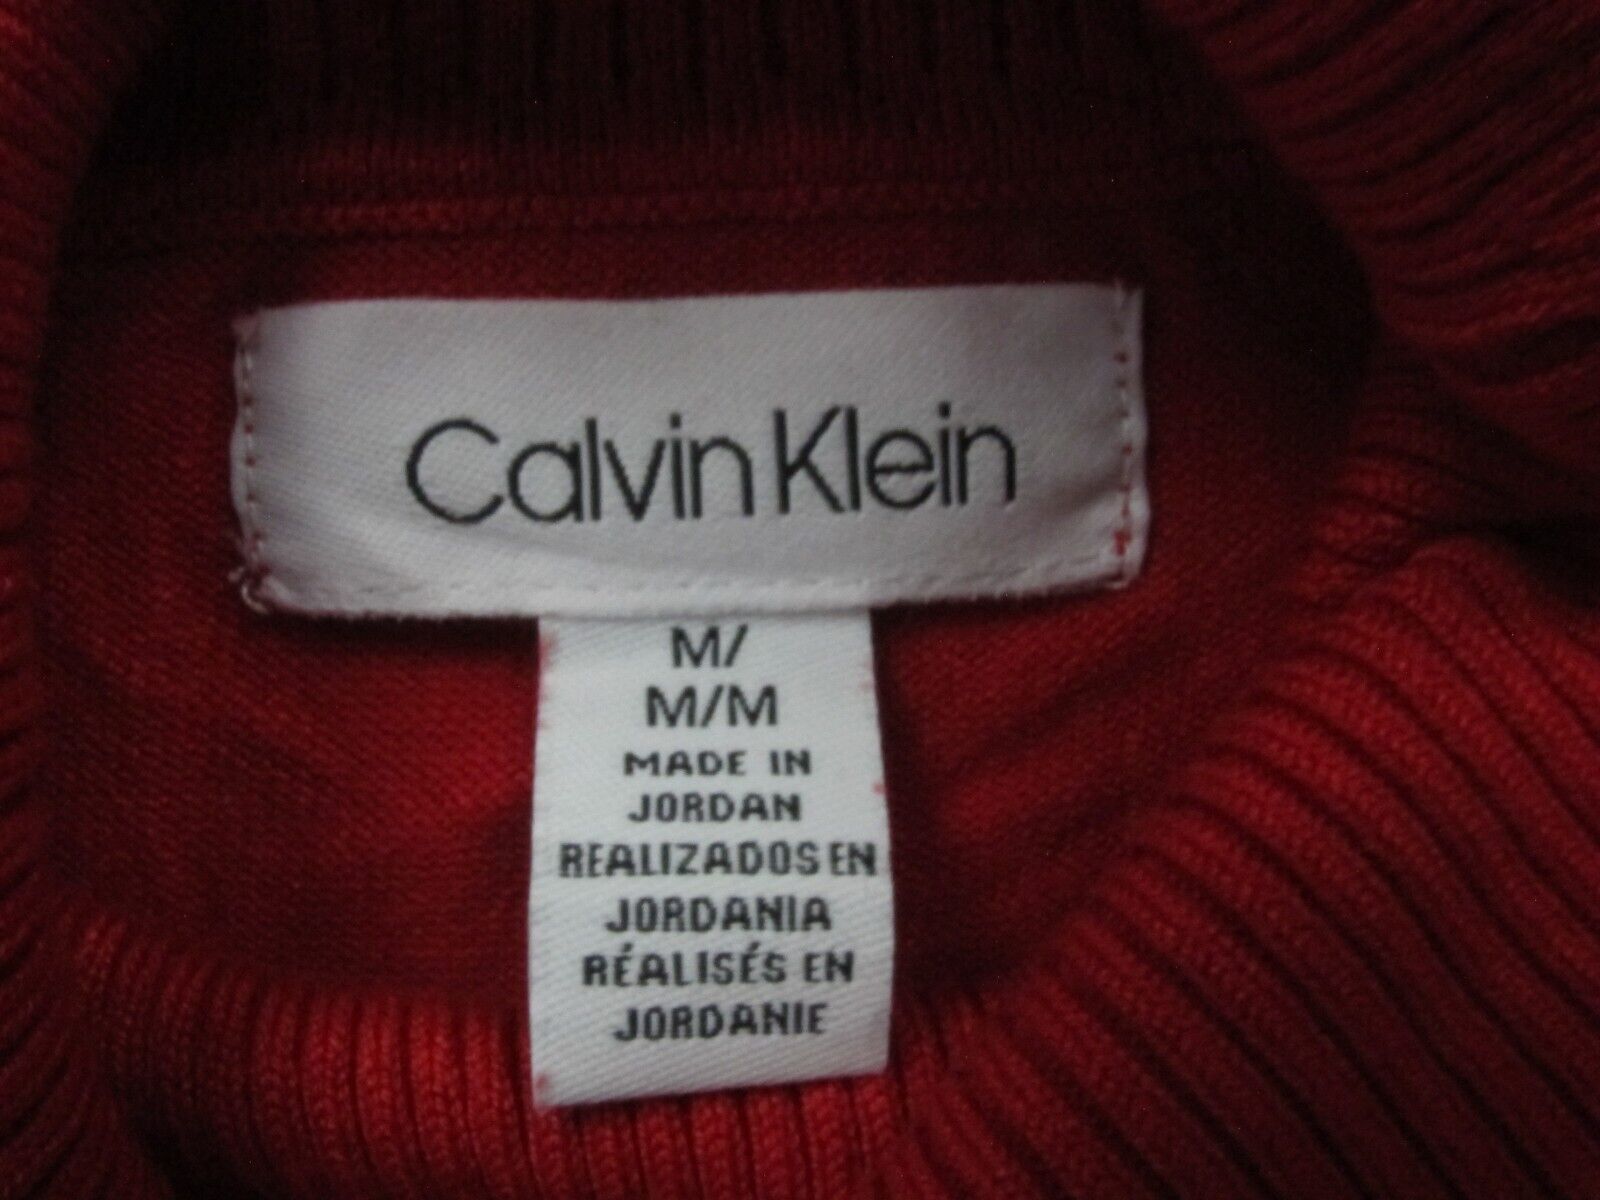 Calvin Klein
M/
M/M
MADE IN
JORDAN
REALIZADOS EN
JORDANIA
RÉALISÉS EN
JORDANIE